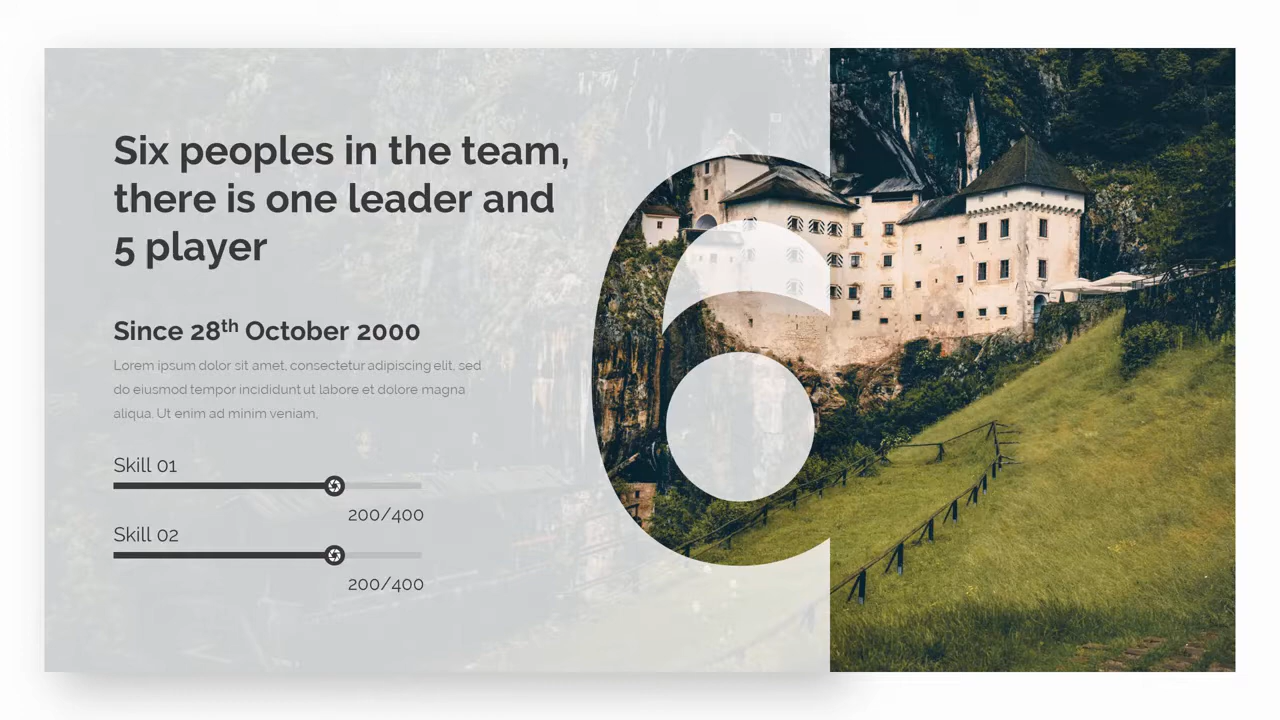 Six peoples in the team,
there is one leader and
5 player
6
Since 28th October 2000
Lorem ipsum dolor sit amet, consectetur adipiscing elit, sed
do eiusmod tempor incididunt ut labore et dolore magna
aliqua. Ut enim ad minim veniam,
Skill 01
200/400
Skill 02
200/400